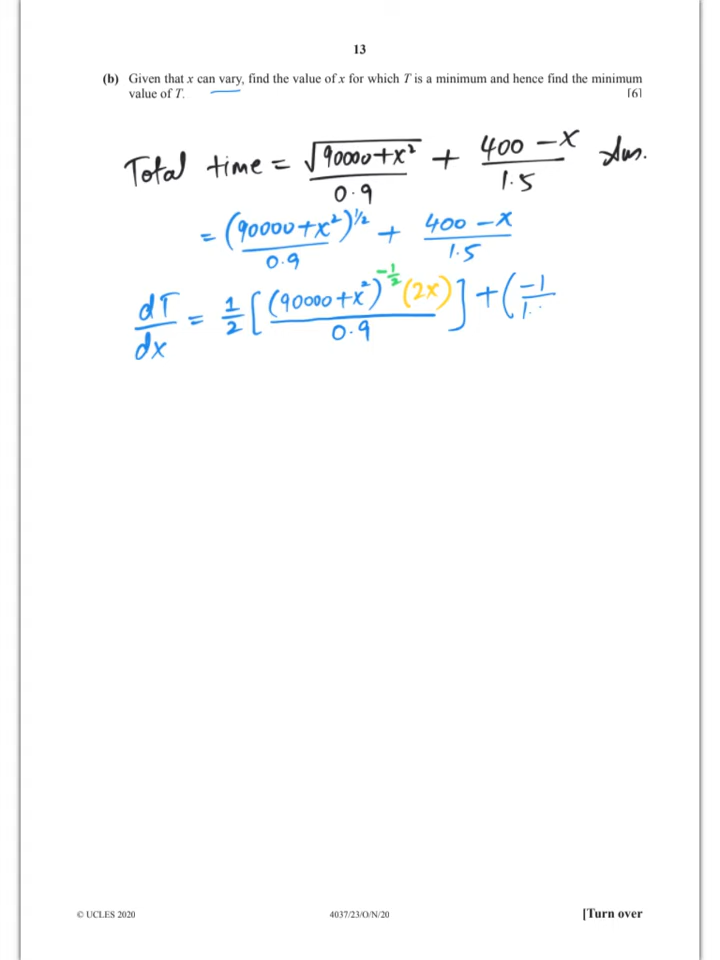 13
(b) Given that x can vary, find the value of x for which T is a minimum and hence find the minimum
value of T. [6]
Total time = √(90000+x²)/0.9 + (400-x)/1.5 Ans.
= (90000+x²)^1/2/0.9 + (400-x)/1.5
dT/dx = 1/2 [(90000+x²)^-1/2 (2x)/0.9] + (-1/1.
© UCLES 2020 4037/23/O/N/20 [Turn over